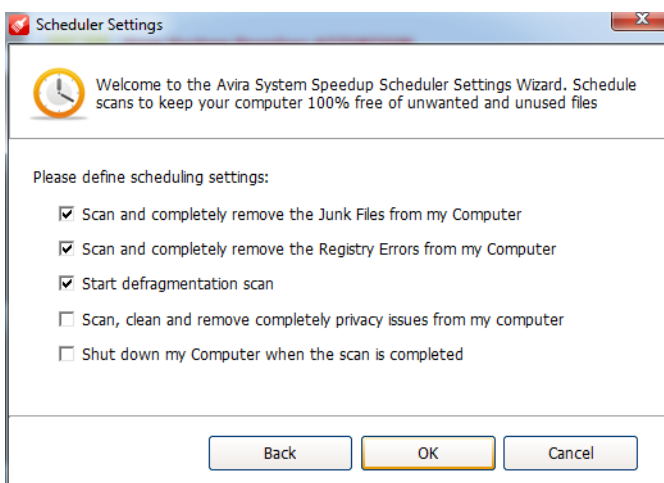 Scheduler Settings
Welcome to the Avira System Speedup Scheduler Settings Wizard. Schedule
scans to keep your computer 100% free of unwanted and unused files
Please define scheduling settings:
Scan and completely remove the Junk Files from my Computer
Scan and completely remove the Registry Errors from my Computer
Start defragmentation scan
Scan, clean and remove completely privacy issues from my computer
Shut down my Computer when the scan is completed
Back
OK
Cancel